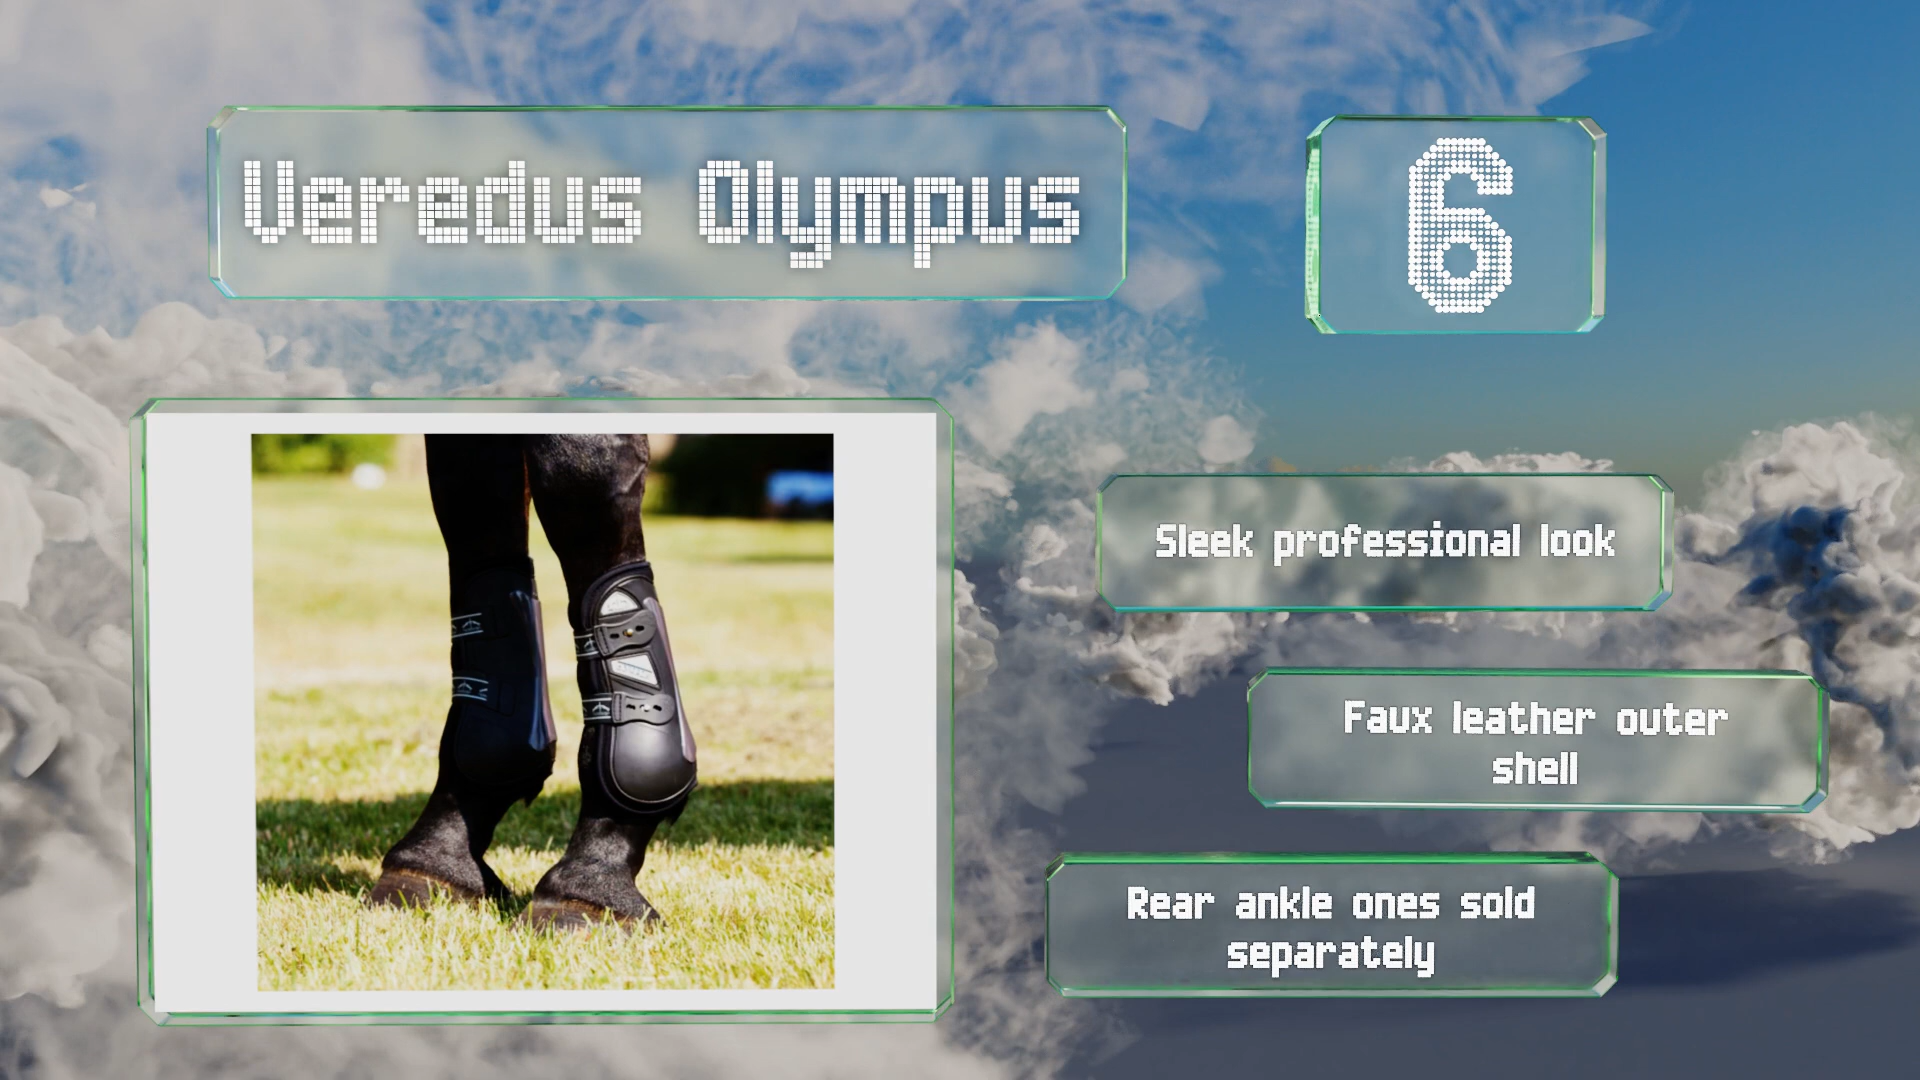 Veredus Olympus
6
Sleek professional look
Faux leather outer
shell
Rear ankle ones sold
separately